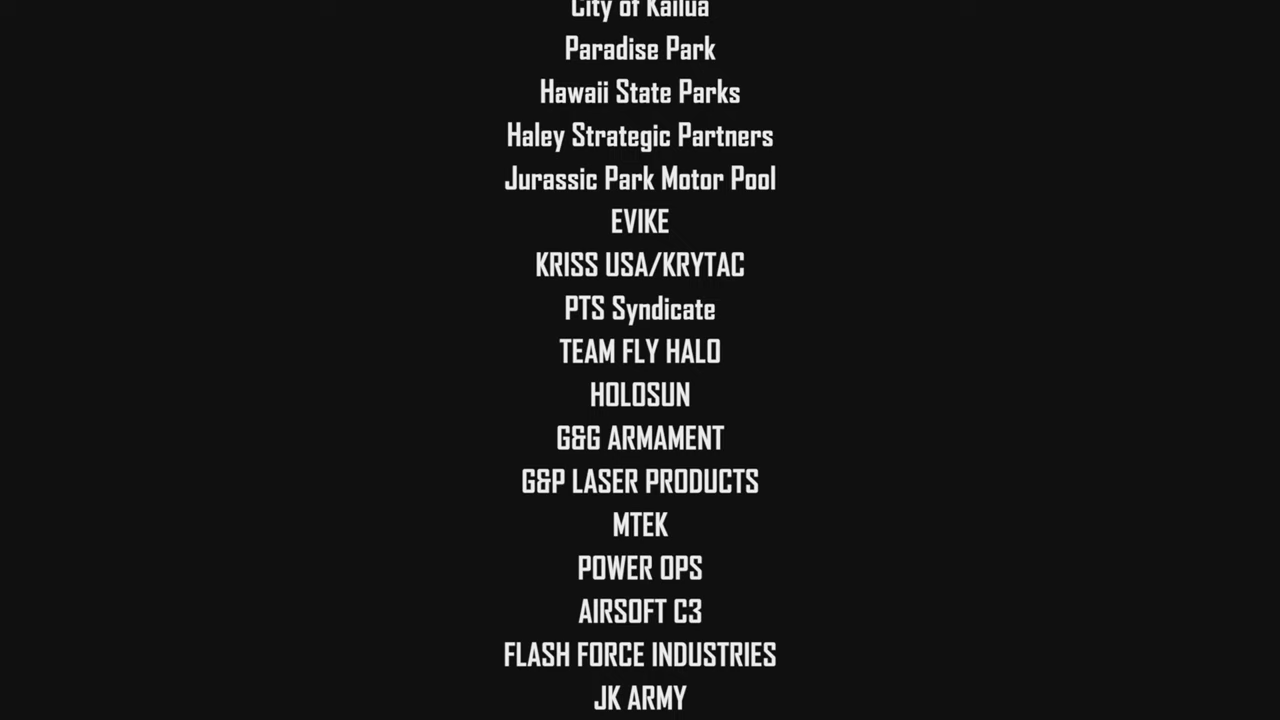 City of Kailua
Paradise Park
Hawaii State Parks
Haley Strategic Partners
Jurassic Park Motor Pool
EVIKE
KRISS USA/KRYTAC
PTS Syndicate
TEAM FLY HALO
HOLOSUN
G&G ARMAMENT
G&P LASER PRODUCTS
MTEK
POWER OPS
AIRSOFT C3
FLASH FORCE INDUSTRIES
JK ARMY